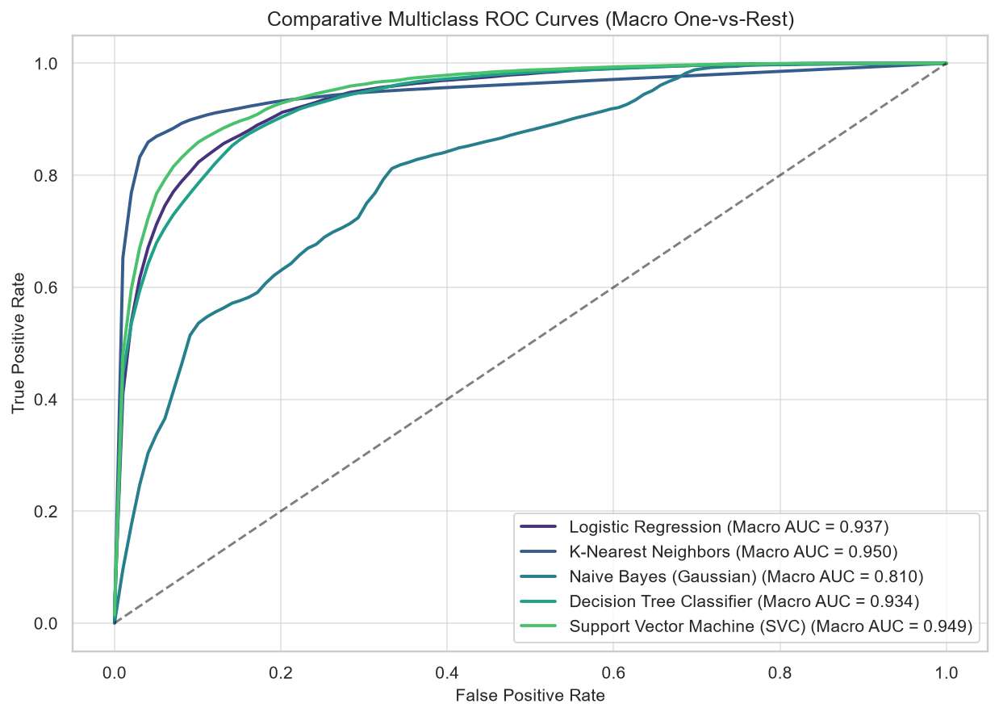 Comparative Multiclass ROC Curves (Macro One-vs-Rest)
True Positive Rate
1.0
0.8
0.6
0.4
0.2
0.0
Logistic Regression (Macro AUC = 0.937)
K-Nearest Neighbors (Macro AUC = 0.950)
Naive Bayes (Gaussian) (Macro AUC = 0.810)
Decision Tree Classifier (Macro AUC = 0.934)
Support Vector Machine (SVC) (Macro AUC = 0.949)
0.0 0.2 0.4 0.6 0.8 1.0
False Positive Rate